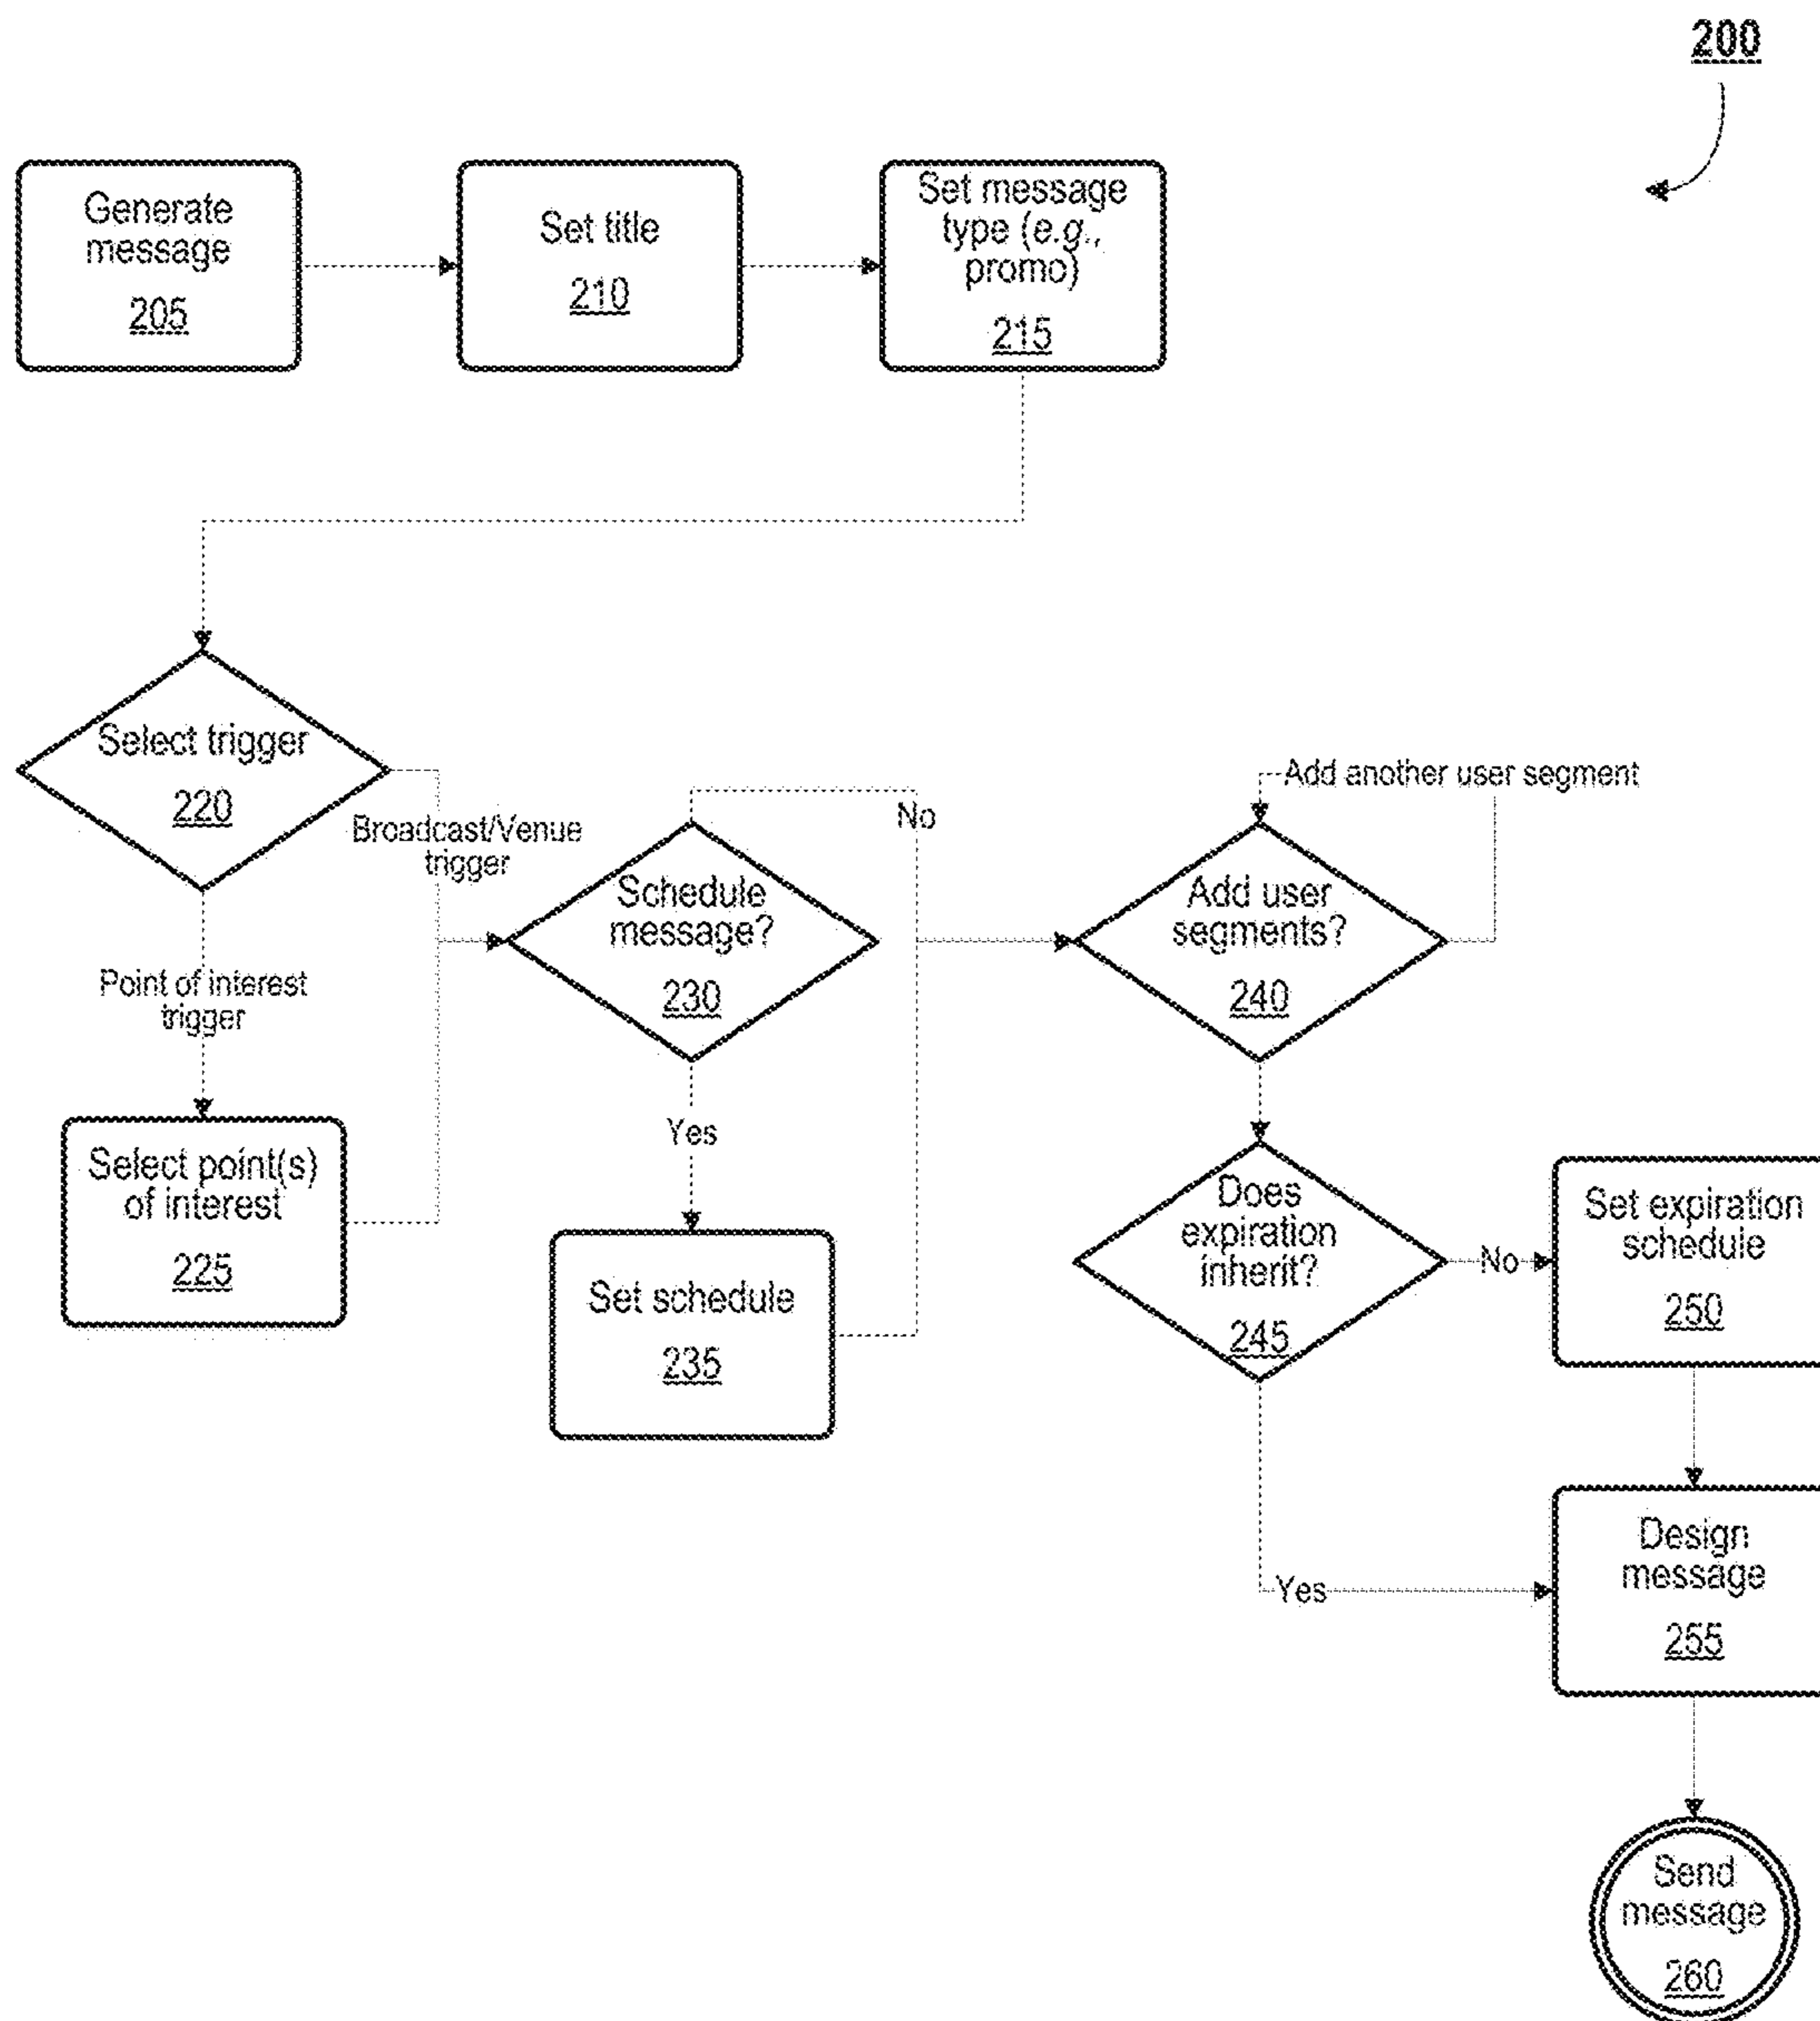 200
Generate
message
205
Set title
210
Set message
type (e.g.,
promo)
215
Select trigger
220
Broadcast/Venue
trigger
Point of interest
trigger
Select point(s)
of interest
225
Schedule
message?
230
No
Yes
Set schedule
235
Add another user segment
Add user
segments?
240
Does
expiration
inherit?
245
No
Yes
Set expiration
schedule
250
Design
message
255
Send
message
260